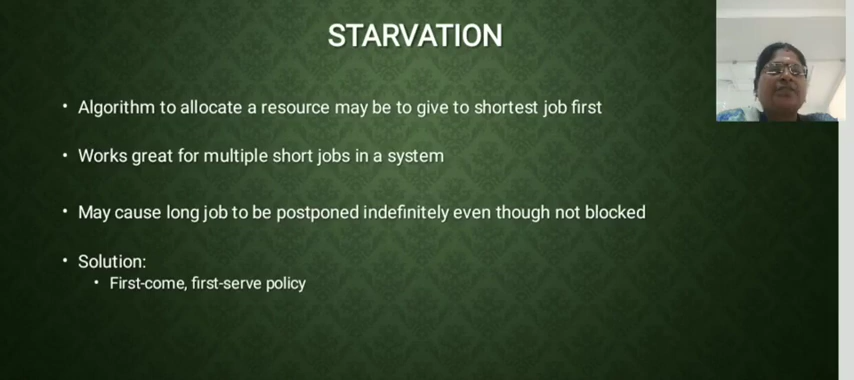 STARVATION
• Algorithm to allocate a resource may be to give to shortest job first
• Works great for multiple short jobs in a system
• May cause long job to be postponed indefinitely even though not blocked
• Solution:
• First-come, first-serve policy